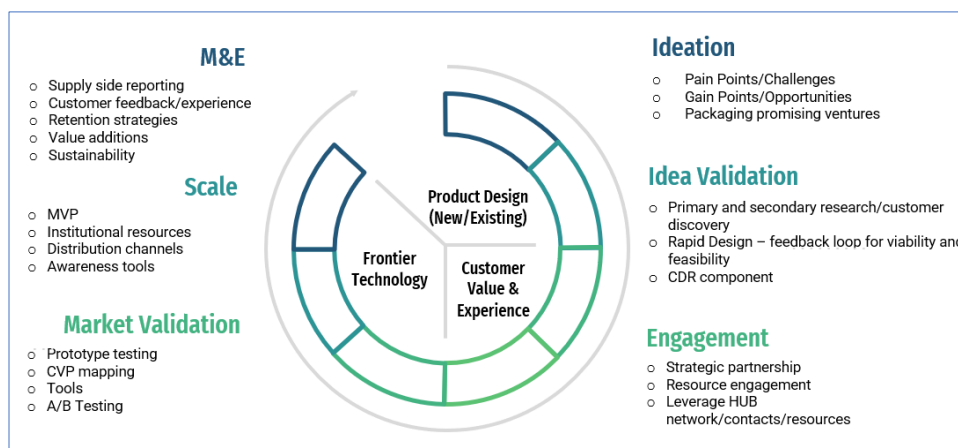 M&E
o Supply side reporting
o Customer feedback/experience
o Retention strategies
o Value additions
o Sustainability
Scale
o MVP
o Institutional resources
o Distribution channels
o Awareness tools
Market Validation
o Prototype testing
o CVP mapping
o Tools
o A/B Testing
Product Design
(New/Existing)
Frontier
Technology
Customer
Value &
Experience
Ideation
o Pain Points/Challenges
o Gain Points/Opportunities
o Packaging promising ventures
Idea Validation
o Primary and secondary research/customer
discovery
o Rapid Design – feedback loop for viability and
feasibility
o CDR component
Engagement
o Strategic partnership
o Resource engagement
o Leverage HUB
network/contacts/resources